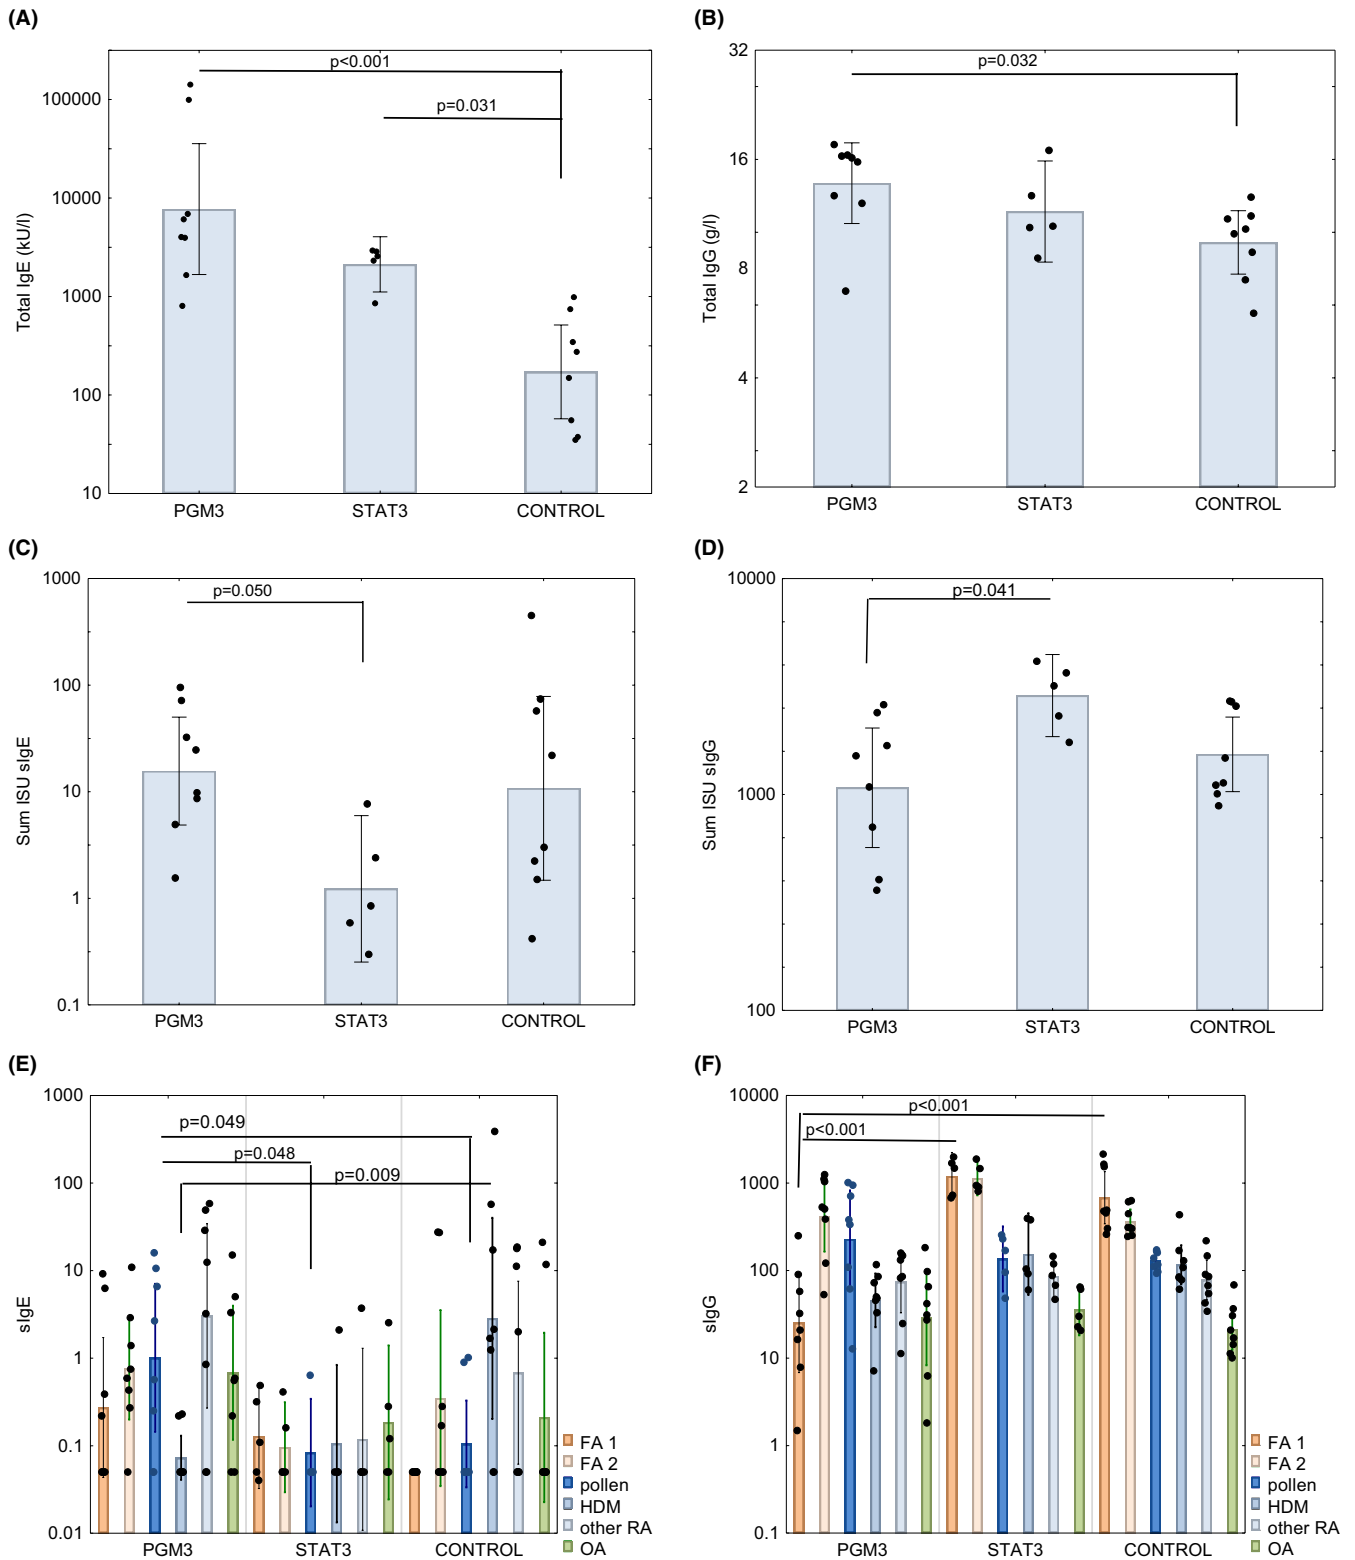 (A)
p<0.001
p=0.031
100000
10000
1000
100
10
Total IgE (kU/l)
PGM3 STAT3 CONTROL
(B)
p=0.032
32
16
8
4
2
Total IgG (g/l)
PGM3 STAT3 CONTROL
(C)
p=0.050
1000
100
10
1
0.1
Sum ISU sIgE
PGM3 STAT3 CONTROL
(D)
p=0.041
10000
1000
100
Sum ISU sIgG
PGM3 STAT3 CONTROL
(E)
p=0.049
p=0.048
p=0.009
1000
100
10
1
0.1
0.01
sIgE
PGM3 STAT3 CONTROL
FA 1
FA 2
pollen
HDM
other RA
OA
(F)
p<0.001
p<0.001
10000
1000
100
10
1
0.1
sIgG
PGM3 STAT3 CONTROL
FA 1
FA 2
pollen
HDM
other RA
OA